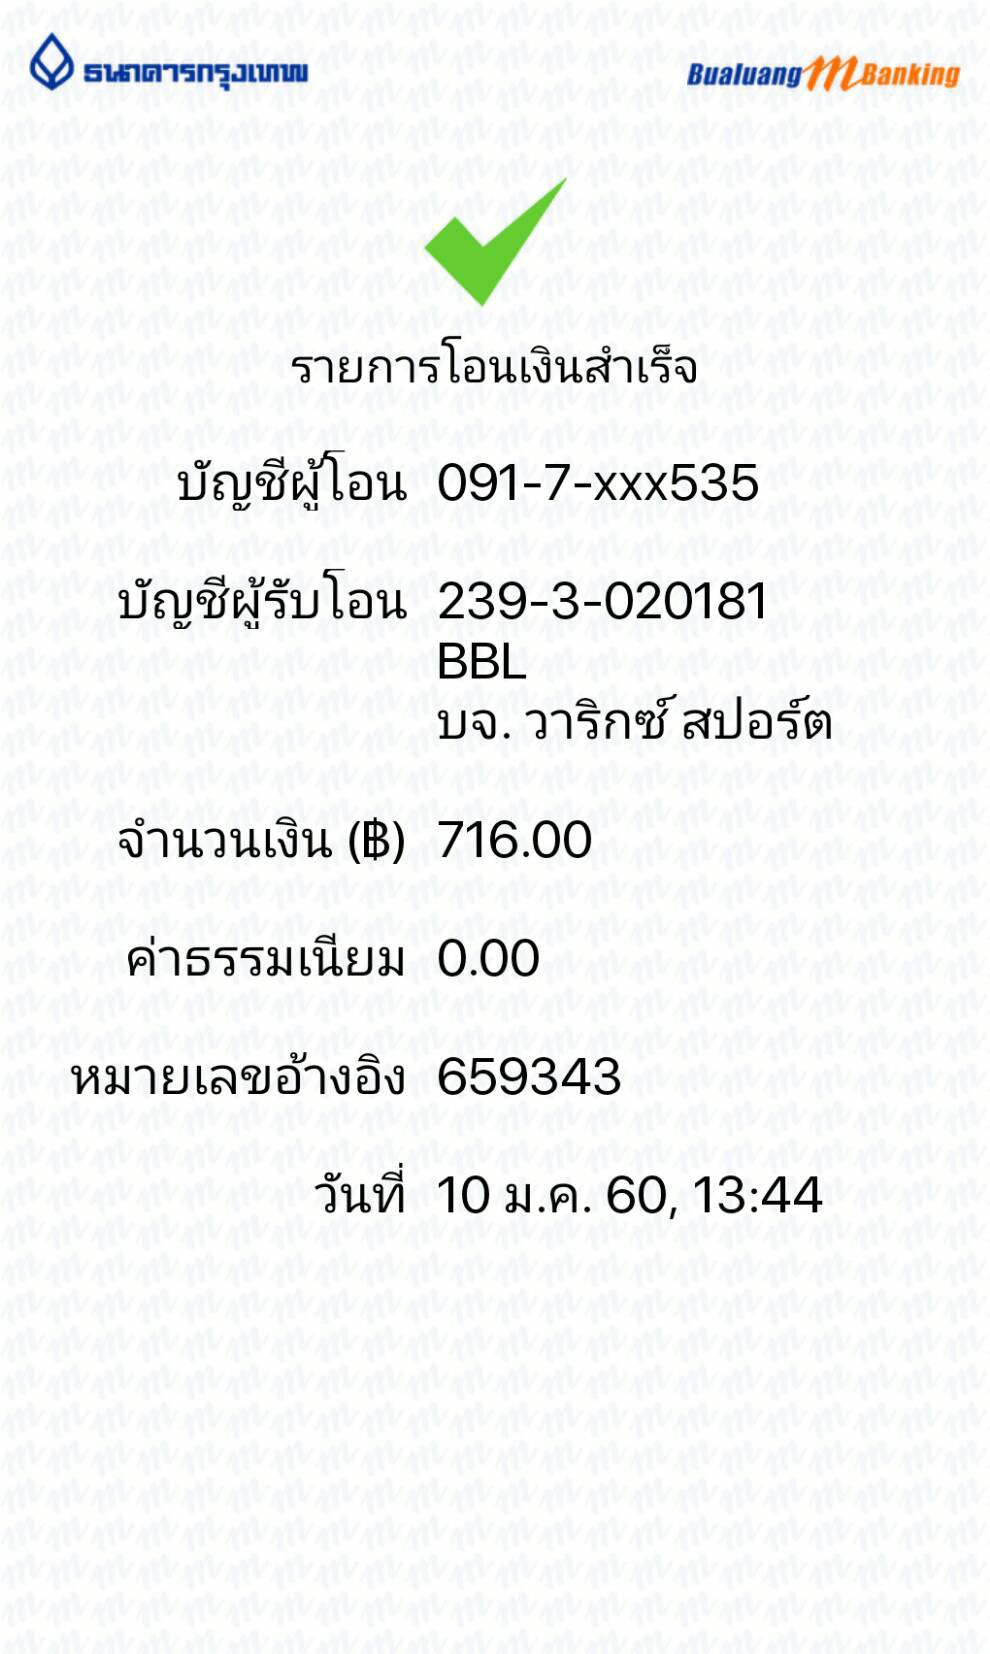 ธนาคารกรุงเทพ
Bualuang mBanking
รายการโอนเงินสำเร็จ
บัญชีผู้โอน 091-7-xxx535
บัญชีผู้รับโอน 239-3-020181
BBL
บจ. วาริกซ์ สปอร์ต
จำนวนเงิน (฿) 716.00
ค่าธรรมเนียม 0.00
หมายเลขอ้างอิง 659343
วันที่ 10 ม.ค. 60, 13:44